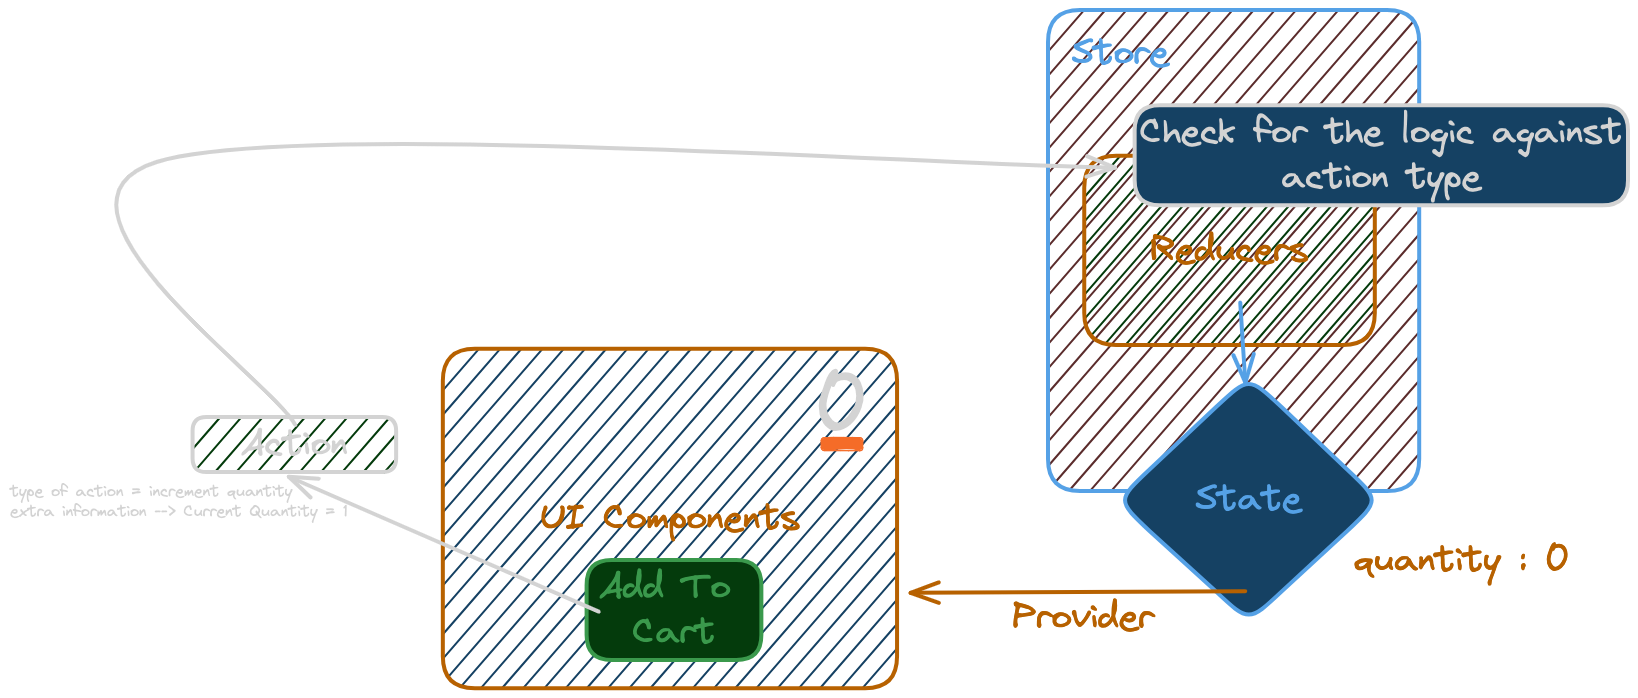 Store
Check for the logic against
action type
Reducers
0
Action
type of action = increment quantity
extra information --> Current Quantity = 1
UI Components
State
Add To
Cart
quantity : 0
Provider